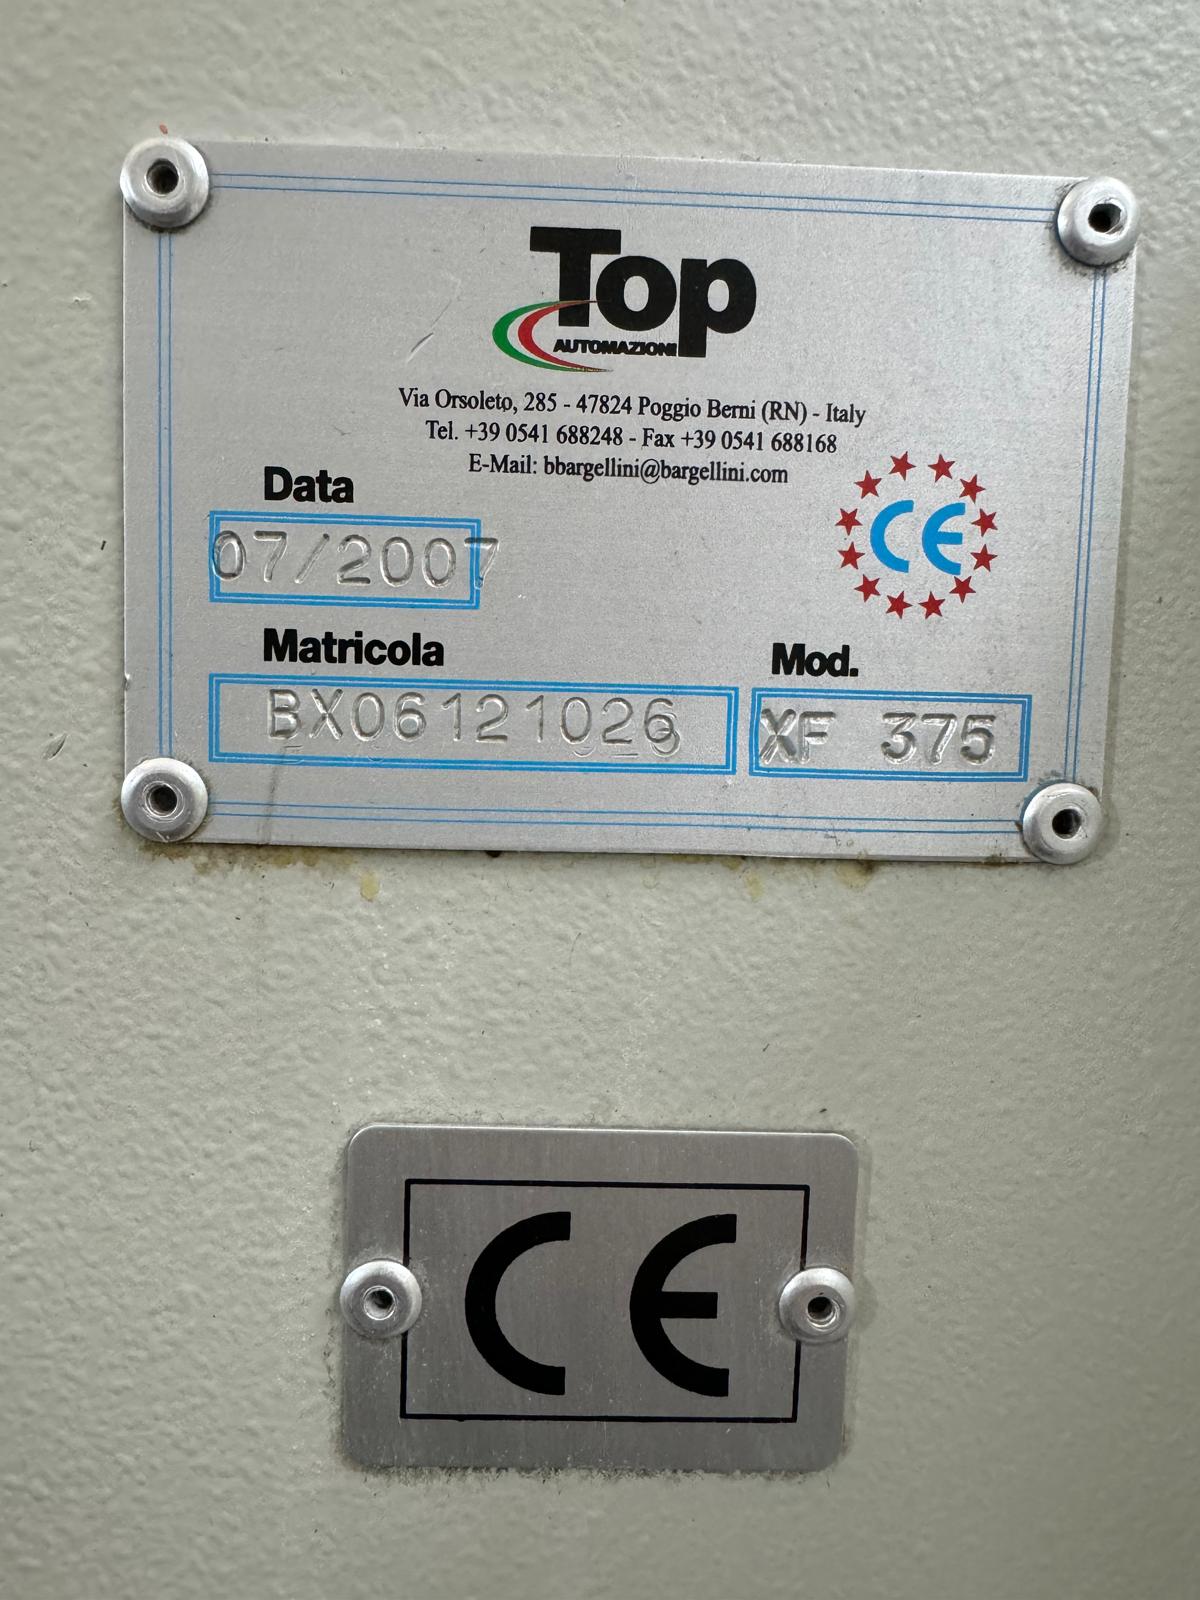 Top
AUTOMAZIONI
Via Orsoleto, 285 - 47824 Poggio Berni (RN) - Italy
Tel. +39 0541 688248 - Fax +39 0541 688168
E-Mail: bbargellini@bargellini.com
Data
07/2007
CE
Matricola
BX06121026
Mod.
XF 375
CE